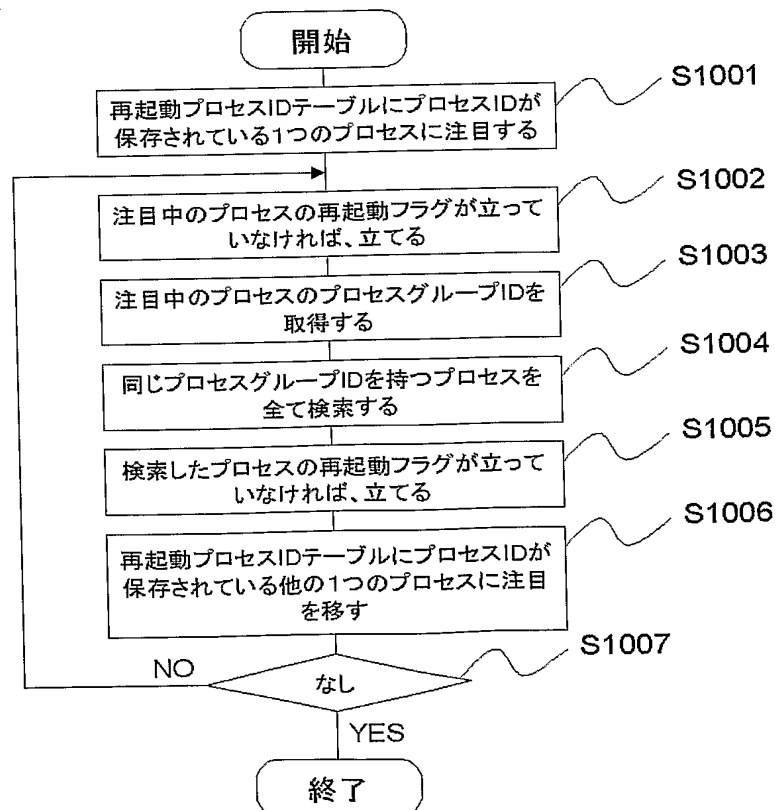 開始
再起動プロセスIDテーブルにプロセスIDが
保存されている1つのプロセスに注目する
S1001
注目中のプロセスの再起動フラグが立って
いなければ、立てる
S1002
注目中のプロセスのプロセスグループIDを
取得する
S1003
同じプロセスグループIDを持つプロセスを
全て検索する
S1004
検索したプロセスの再起動フラグが立って
いなければ、立てる
S1005
再起動プロセスIDテーブルにプロセスIDが
保存されている他の1つのプロセスに注目
を移す
S1006
なし
S1007
NO
YES
終了